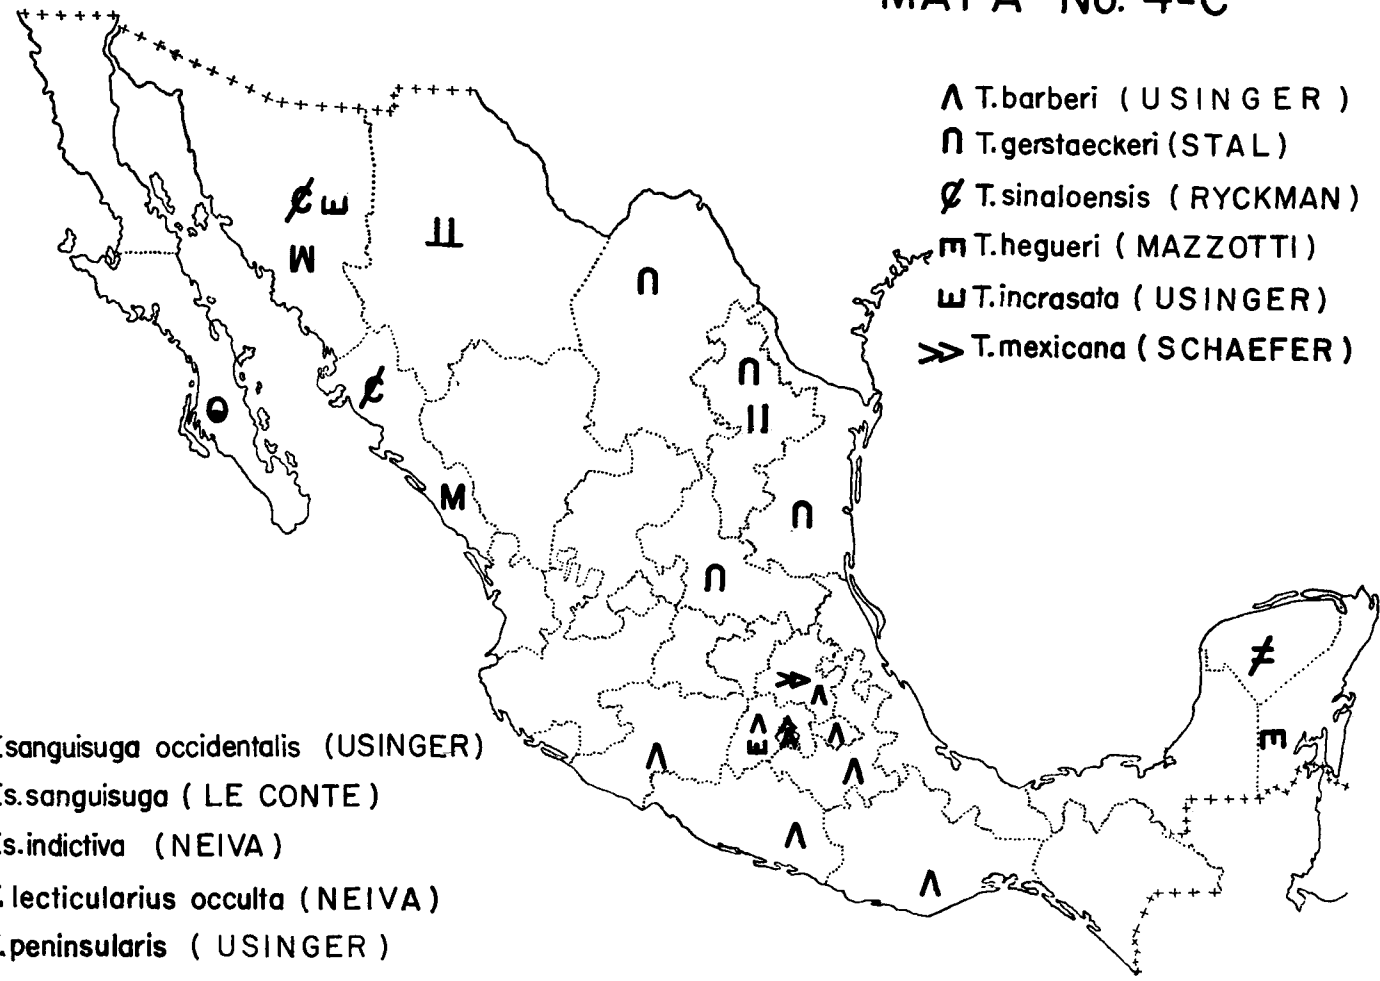 MAPA No. 4-C
Λ T.barberi (USINGER)
∩ T.gerstaeckeri (STAL)
₡ T.sinaloensis (RYCKMAN)
T.hegueri (MAZZOTTI)
T.incrasata (USINGER)
>> T.mexicana (SCHAEFER)
sanguisuga occidentalis (USINGER)
s.sanguisuga (LE CONTE)
s.indictiva (NEIVA)
lecticularius occulta (NEIVA)
.peninsularis (USINGER)